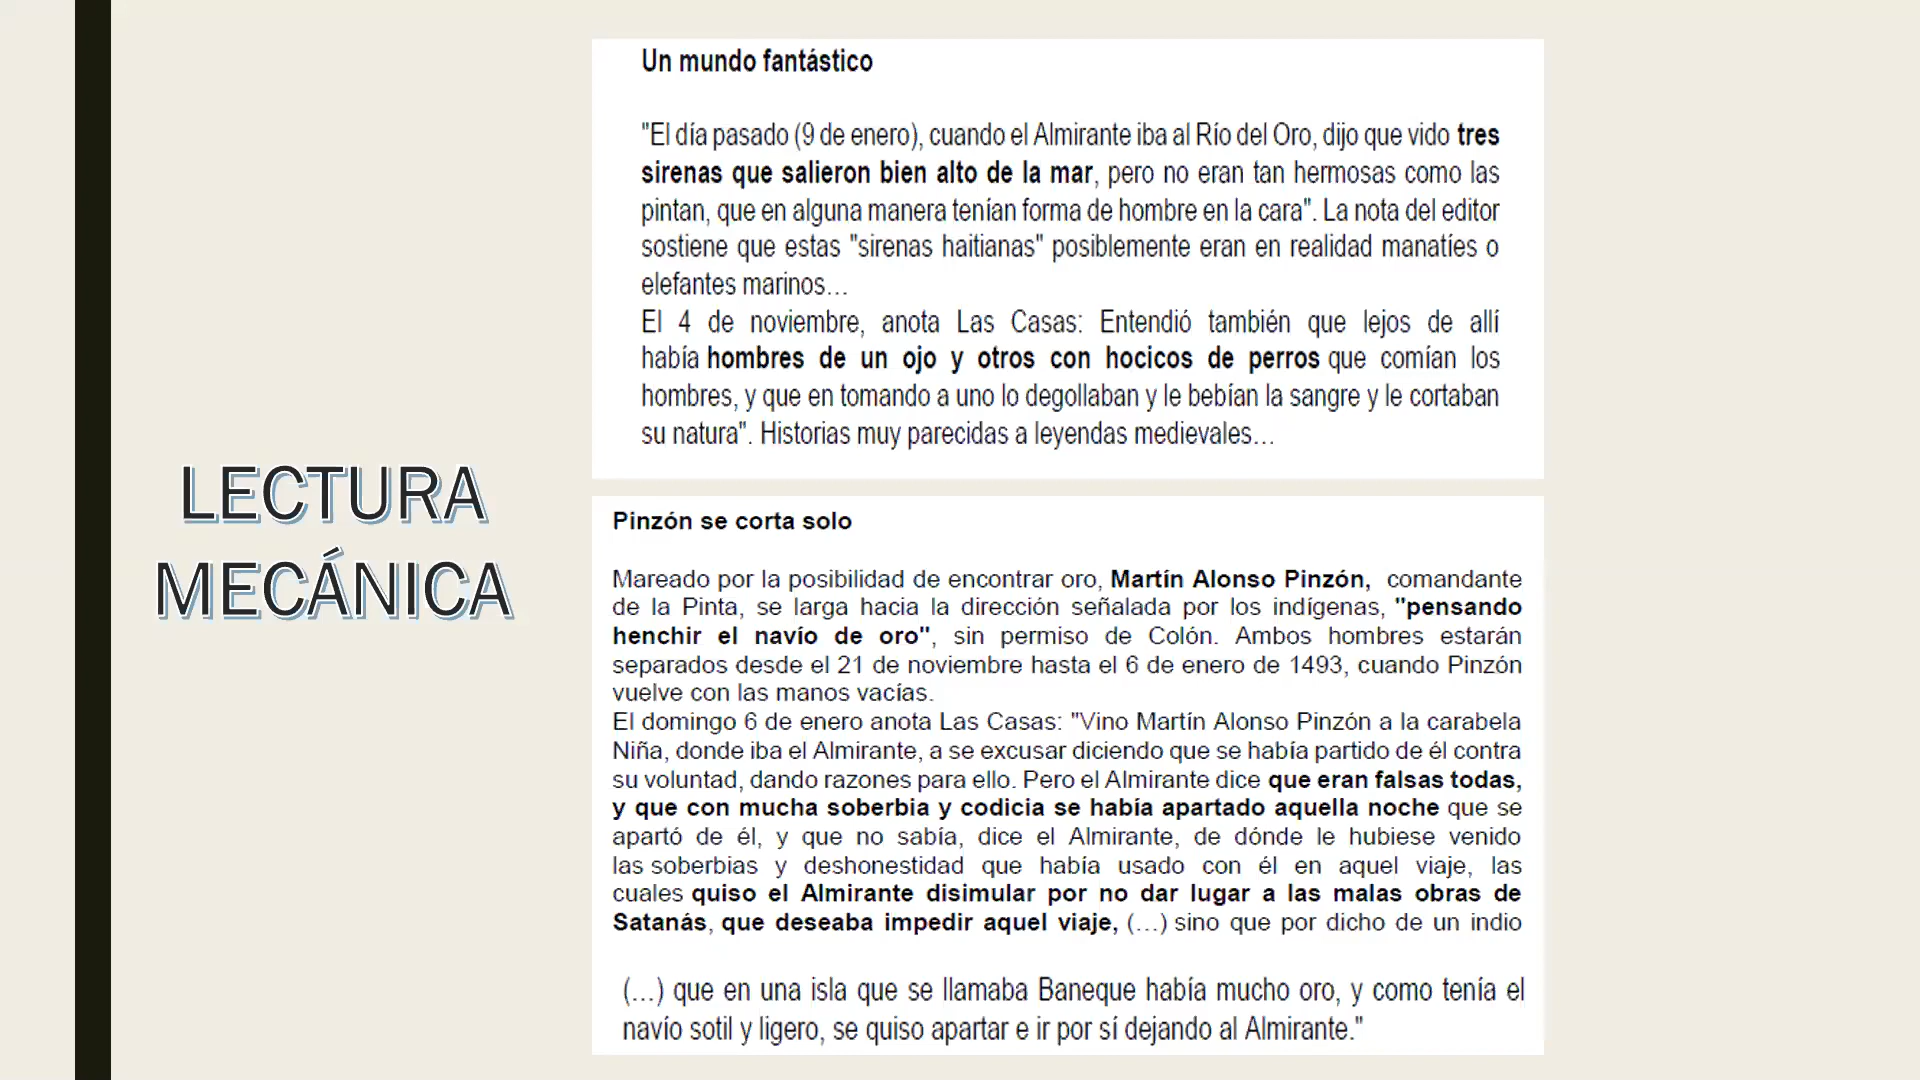 LECTURA
MECÁNICA
Un mundo fantástico
"El día pasado (9 de enero), cuando el Almirante iba al Río del Oro, dijo que vido tres
sirenas que salieron bien alto de la mar, pero no eran tan hermosas como las
pintan, que en alguna manera tenían forma de hombre en la cara". La nota del editor
sostiene que estas "sirenas haitianas" posiblemente eran en realidad manatíes o
elefantes marinos…
El 4 de noviembre, anota Las Casas: Entendió también que lejos de allí
había hombres de un ojo y otros con hocicos de perros que comían los
hombres, y que en tomando a uno lo degollaban y le bebían la sangre y le cortaban
su natura". Historias muy parecidas a leyendas medievales…
Pinzón se corta solo
Mareado por la posibilidad de encontrar oro, Martín Alonso Pinzón, comandante
de la Pinta, se larga hacia la dirección señalada por los indígenas, "pensando
henchir el navío de oro", sin permiso de Colón. Ambos hombres estarán
separados desde el 21 de noviembre hasta el 6 de enero de 1493, cuando Pinzón
vuelve con las manos vacías.
El domingo 6 de enero anota Las Casas: "Vino Martín Alonso Pinzón a la carabela
Niña, donde iba el Almirante, a se excusar diciendo que se había partido de él contra
su voluntad, dando razones para ello. Pero el Almirante dice que eran falsas todas,
y que con mucha soberbia y codicia se había apartado aquella noche que se
apartó de él, y que no sabía, dice el Almirante, de dónde le hubiese venido
las soberbias y deshonestidad que había usado con él en aquel viaje, las
cuales quiso el Almirante disimular por no dar lugar a las malas obras de
Satanás, que deseaba impedir aquel viaje, (…) sino que por dicho de un indio
(…) que en una isla que se llamaba Baneque había mucho oro, y como tenía el
navío sotil y ligero, se quiso apartar e ir por sí dejando al Almirante."